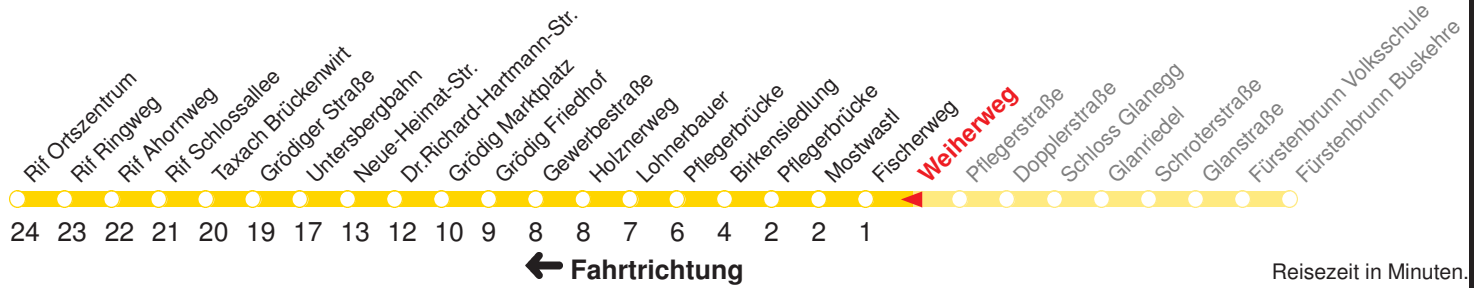 Rif Ortszentrum
Rif Ringweg
Rif Ahornweg
Rif Schlossallee
Taxach Brückenwirt
Grödiger Straße
Untersbergbahn
Neue-Heimat-Str.
Dr.Richard-Hartmann-Str.
Grödig Marktplatz
Grödig Friedhof
Gewerbestraße
Holznerweg
Lohnerbauer
Pflegerbrücke
Birkensiedlung
Pflegerbrücke
Mostwastl
Fischerweg
Weiherweg
Pflegerstraße
Dopplerstraße
Schloss Glanegg
Glanriedel
Schroterstraße
Glanstraße
Fürstenbrunn Volksschule
Fürstenbrunn Buskehre
24 23 22 21 20 19 17 13 12 10 9 8 8 7 6 4 2 2 1
Fahrtrichtung
Reisezeit in Minuten.